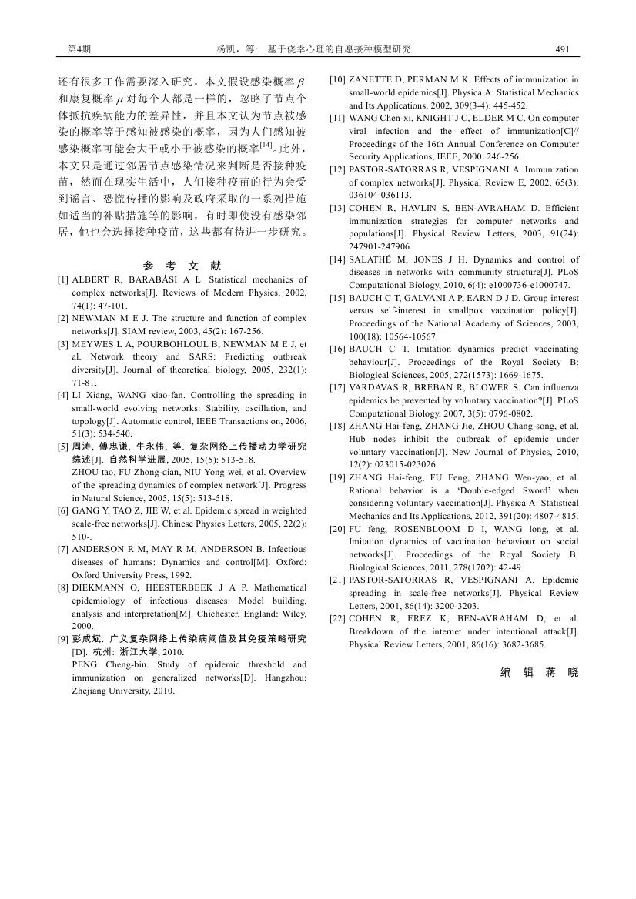 第4期 杨凯，等：基于侥幸心理的自愿接种模型研究 491
还有很多工作需要深入研究。本文假设感染概率 β
和康复概率 μ 对每个人都是一样的，忽略了节点个
体抵抗疾病能力的差异性，并且本文认为节点被感
染的概率等于感知被感染的概率，因为人们感知被
感染概率可能会大于或小于被感染的概率[14]。此外，
本文只是通过邻居节点感染情况来判断是否接种疫
苗，然而在现实生活中，人们接种疫苗的行为会受
到谣言、恐慌传播的影响及政府采取的一系列措施
如适当的补贴措施等的影响。有时即使没有感染邻
居，他也会选择接种疫苗，这些都有待进一步研究。
参 考 文 献
[1] ALBERT R, BARABÁSI A L. Statistical mechanics of
complex networks[J]. Reviews of Modern Physics, 2002,
74(1): 47-101.
[2] NEWMAN M E J. The structure and function of complex
networks[J]. SIAM review, 2003, 45(2): 167-256.
[3] MEYWES L A, POURBOHLOUL B, NEWMAN M E J, et
al. Network theory and SARS: Predicting outbreak
diversity[J]. Journal of theoretical biology, 2005, 232(1):
71-81.
[4] LI Xiang, WANG xiao-fan. Controlling the spreading in
small-world evolving networks: Stability, oscillation, and
toppology[J]. Automatic control, IEEE Transactions on, 2006,
51(3): 534-540.
[5] 周涛, 傅忠谦, 牛永伟, 等. 复杂网络上传播动力学研究
综述[J]. 自然科学进展, 2005, 15(5): 513-518.
ZHOU tao, FU Zhong-qian, NIU Yong-wei, et al. Overview
of the spreading dynamics of complex network[J]. Progress
in Natural Science, 2005, 15(5): 513-518.
[6] GANG Y, TAO Z, JIE W, et al. Epidemic spread in weighted
scale-free networks[J]. Chinese Physics Letters, 2005, 22(2):
510-.
[7] ANDERSON R M, MAY R M, ANDERSON B. Infectious
diseases of humans: Dynamics and control[M]. Oxford:
Oxford University Press, 1992.
[8] DIEKMANN O, HEESTERBEEK J A P. Mathematical
epidemiology of infectious diseases: Model building,
analysis and interpretation[M]. Chichester, England: Wiley,
2000.
[9] 彭成斌. 广义复杂网络上传染病阈值及其免疫策略研究
[D]. 杭州: 浙江大学, 2010.
PENG Cheng-bin. Study of epidemic threshold and
immunization on generalized networks[D]. Hangzhou:
Zhejiang University, 2010.
[10] ZANETTE D, PERMAN M K. Effects of immunization in
small-world epidemics[J]. Physica A: Statistical Mechanics
and Its Applications, 2002, 309(3-4): 445-452.
[11] WANG Chen-xi, KNIGHT J C, ELDER M C. On computer
viral infection and the effect of immunization[C]//
Proceedings of the 16th Annual Conference on Computer
Security Applications, IEEE, 2000: 246-256.
[12] PASTOR-SATORRAS R, VESPIGNANI A. Immunization
of complex networks[J]. Physical Review E, 2002, 65(3):
036104-036113.
[13] COHEN R, HAVLIN S, BEN-AVRAHAM D. Efficient
immunization strategies for computer networks and
populations[J]. Physical Review Letters, 2003, 91(24):
247901-247906.
[14] SALATHÉ M, JONES J H. Dynamics and control of
diseases in networks with community structure[J]. PLoS
Computational Biology, 2010, 6(4): e1000736-e1000747.
[15] BAUCH C T, GALVANI A P, EARN D J D. Group interest
versus self-interest in smallpox vaccination policy[J].
Proceedings of the National Academy of Sciences, 2003,
100(18): 10564-10567.
[16] BAUCH C T. Imitation dynamics predict vaccinating
behaviour[J]. Proceedings of the Royal Society B:
Biological Sciences, 2005, 272(1573): 1669-1675.
[17] VARDAVAS R, BREBAN R, BLOWER S. Can influenza
epidemics be prevented by voluntary vaccination?[J]. PLoS
Computational Biology, 2007, 3(5): 0796-0802.
[18] ZHANG Hai-feng, ZHANG Jie, ZHOU Chang-song, et al.
Hub nodes inhibit the outbreak of epidemic under
voluntary vaccination[J]. New Journal of Physics, 2010,
12(2): 023015-023026.
[19] ZHANG Hai-feng, FU Feng, ZHANG Wen-yao, et al.
Rational behavior is a 'Double-edged Sword' when
considering voluntary vaccination[J]. Physica A: Statistical
Mechanics and Its Applications, 2012, 391(20): 4807-4815.
[20] FU feng, ROSENBLOOM D I, WANG long, et al.
Imitation dynamics of vaccination behaviour on social
networks[J]. Proceedings of the Royal Society B:
Biological Sciences, 2011, 278(1702): 42-49.
[21] PASTOR-SATORRAS R, VESPIGNANI A. Epidemic
spreading in scale-free networks[J]. Physical Review
Letters, 2001, 86(14): 3200-3203.
[22] COHEN R, EREZ K, BEN-AVRAHAM D, et al.
Breakdown of the internet under intentional attack[J].
Physical Review Letters, 2001, 86(16): 3682-3685.
编 辑 蒋 晓